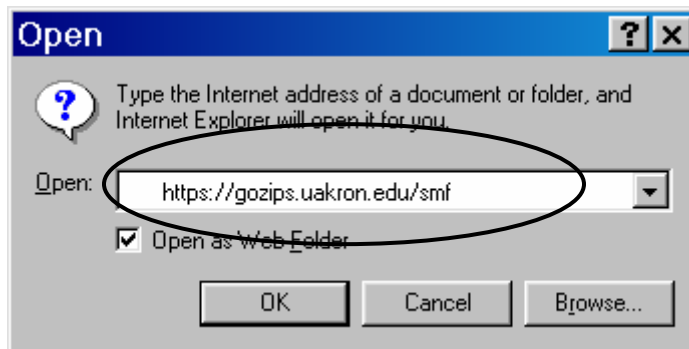 Open
?
Type the Internet address of a document or folder, and
Internet Explorer will open it for you.
Open: https://gozips.uakron.edu/smf
Open as Web Folder
OK Cancel Browse...